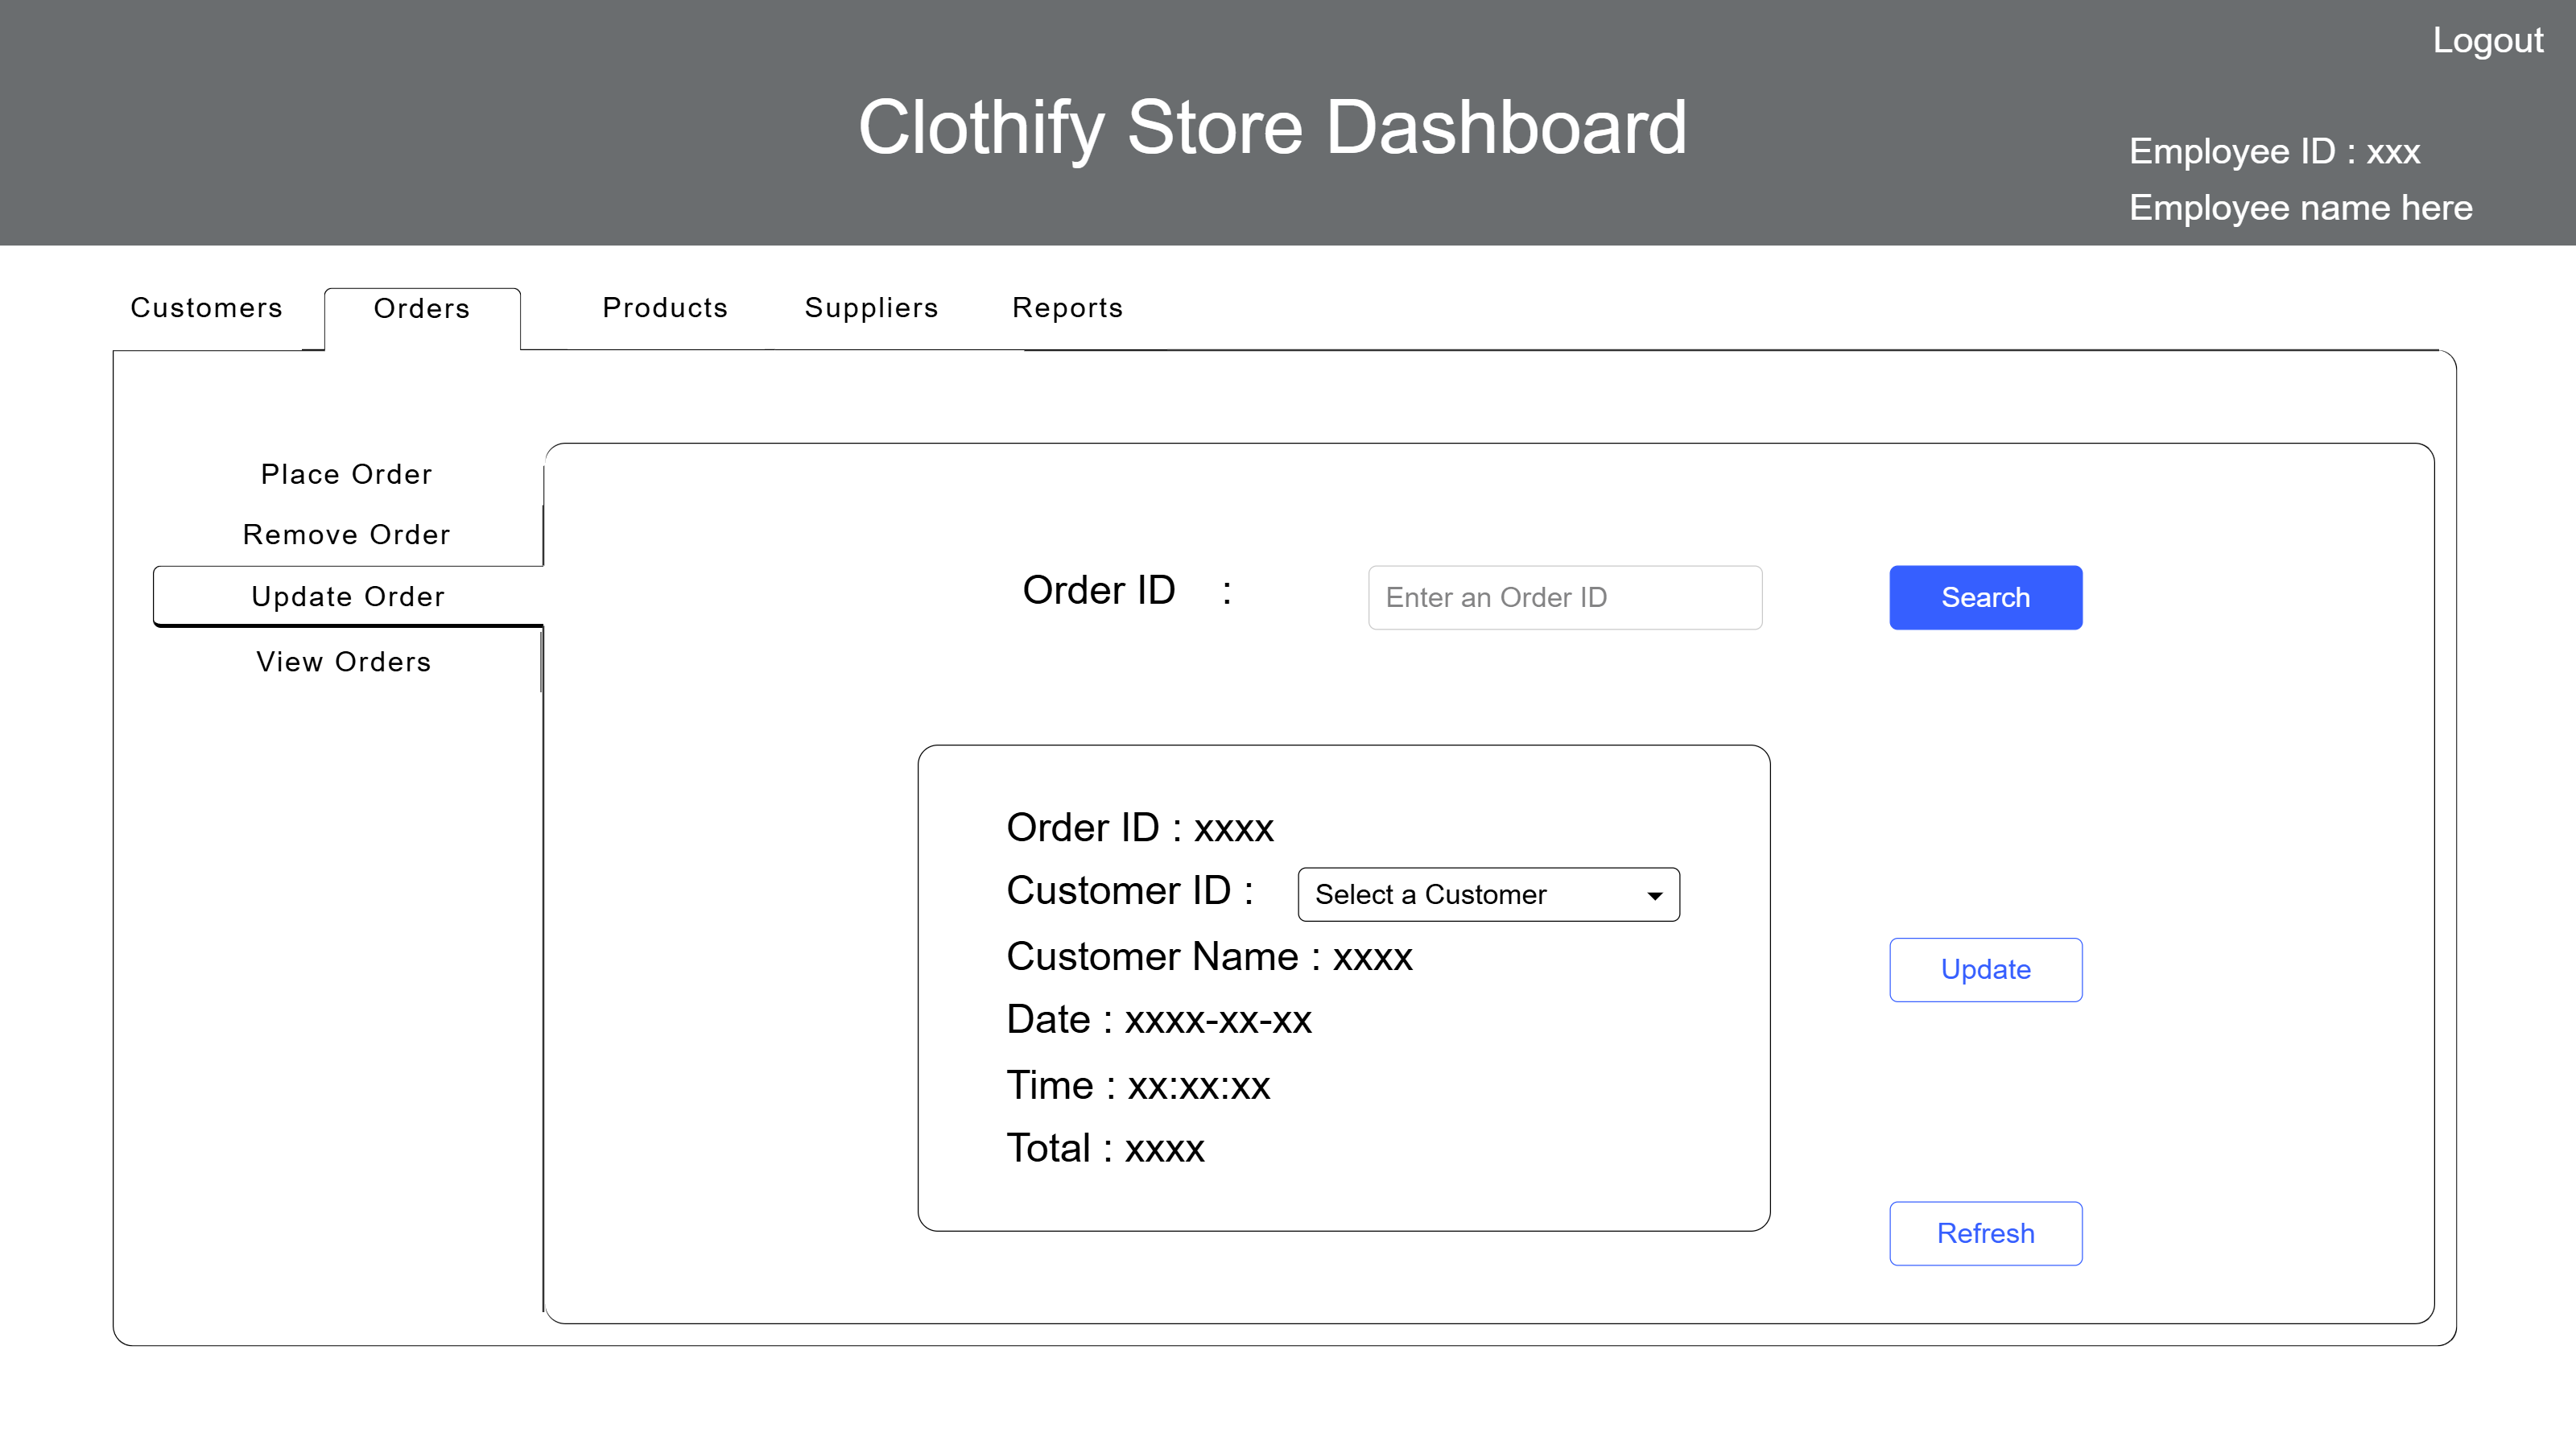 Logout
Clothify Store Dashboard
Employee ID : xxx
Employee name here
Customers
Orders
Products
Suppliers
Reports
Place Order
Remove Order
Update Order
View Orders
Order ID :
Enter an Order ID
Search
Order ID : xxxx
Customer ID :
Select a Customer
Customer Name : xxxx
Date : xxxx-xx-xx
Time : xx:xx:xx
Total : xxxx
Update
Refresh